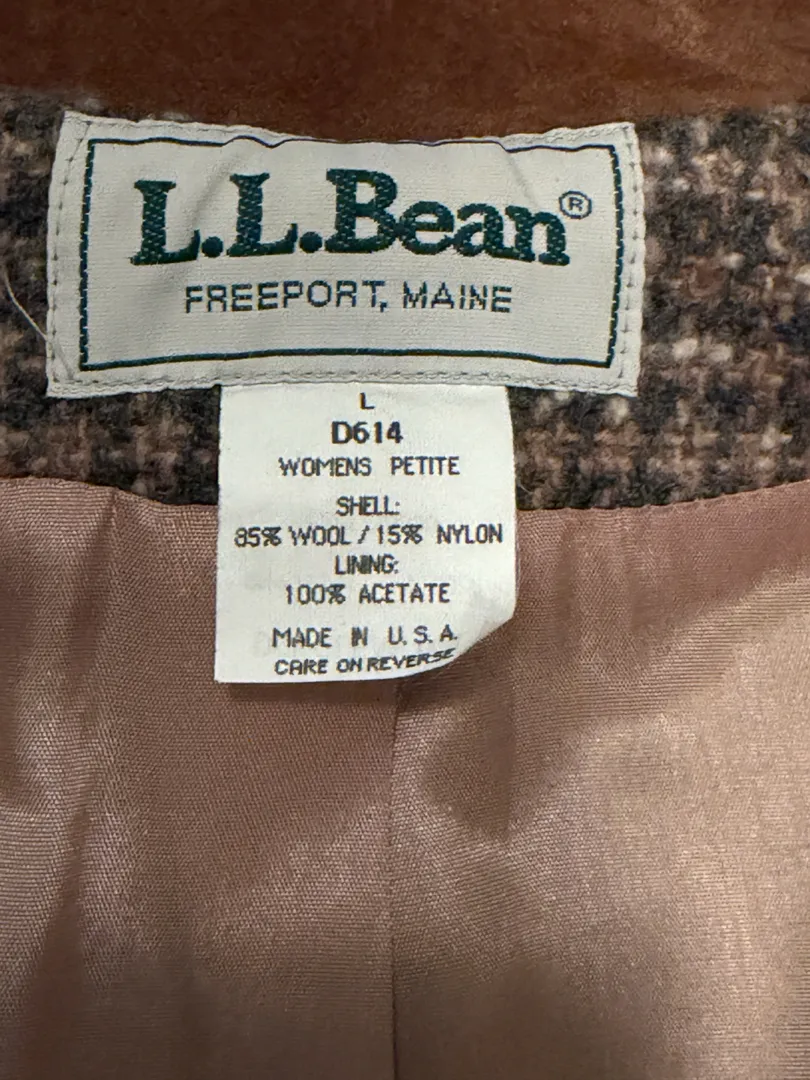 L.L.Bean®
FREEPORT, MAINE
L
D614
WOMENS PETITE
SHELL:
85% WOOL / 15% NYLON
LINING:
100% ACETATE
MADE IN U.S.A.
CARE ON REVERSE